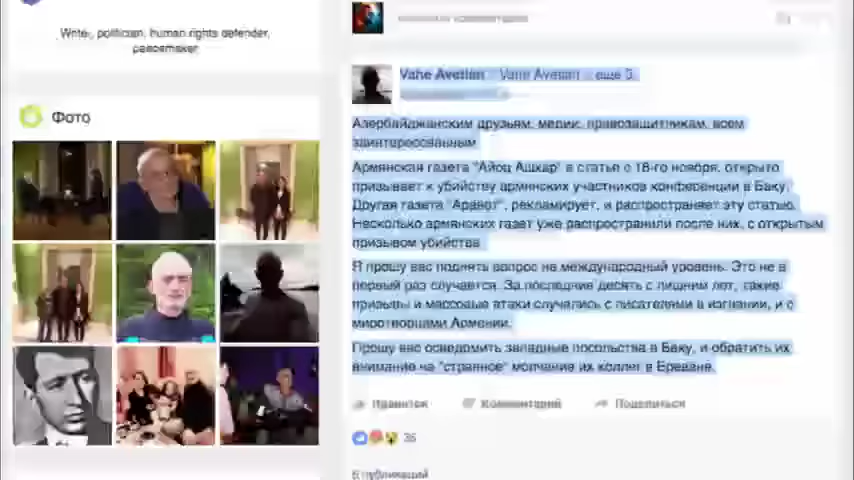 Write, politician, human rights defender,
peacemaker
Фото
Vahe Avetian Vahe Avetian еще 3.
Азербайджанским друзьям, медии, правозащитникам, всем
заинтересованным
Армянская газета "Айоц Ашхар" в статье о 18-го ноября, открыто
призывает к убийству армянских участников конференции в Баку.
Другая газета "Аравот", рекламирует, и распространяет эту статью.
Несколько армянских газет уже распространили после них, с открытым
призывом убийства
Я прошу вас поднять вопрос на международный уровень. Это не в
первый раз случается. За последние десять с лишним лет, такие
призывы и массовые атаки случались с писателями в изгнании, и с
миротворцами Армении.
Прошу вас осведомить западные посольства в Баку, и обратить их
внимание на "странное" молчание их коллег в Ереване.
Нравится Комментарий Поделиться
36
публикаций